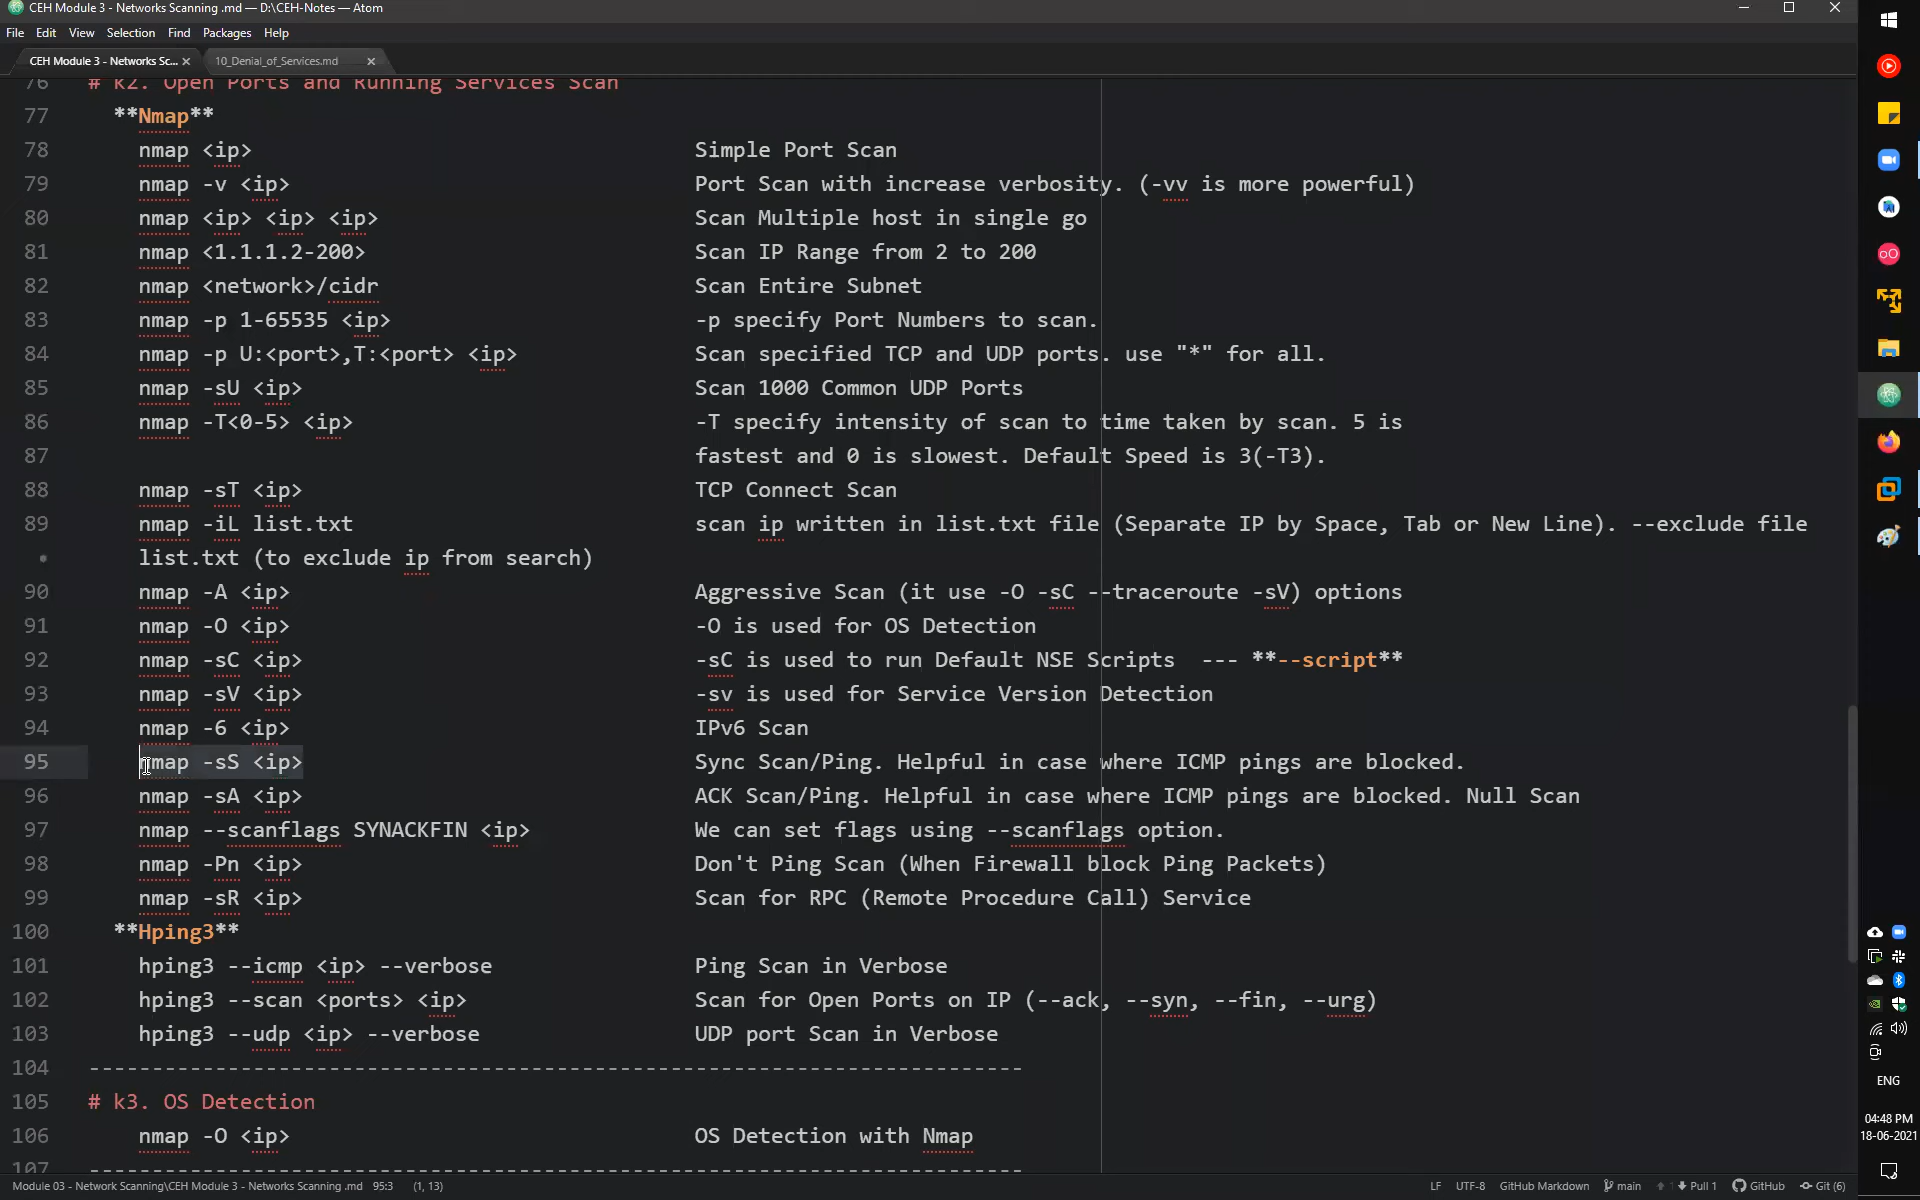 CEH Module 3 - Networks Scanning .md — D:\CEH-Notes — Atom
File Edit View Selection Find Packages Help
CEH Module 3 - Networks Sc... × 10_Denial_of_Services.md ×
76 # k2. Open Ports and Running Services Scan
77 **Nmap**
78 nmap <ip> Simple Port Scan
79 nmap -v <ip> Port Scan with increase verbosity. (-vv is more powerful)
80 nmap <ip> <ip> <ip> Scan Multiple host in single go
81 nmap <1.1.1.2-200> Scan IP Range from 2 to 200
82 nmap <network>/cidr Scan Entire Subnet
83 nmap -p 1-65535 <ip> -p specify Port Numbers to scan.
84 nmap -p U:<port>,T:<port> <ip> Scan specified TCP and UDP ports. use "*" for all.
85 nmap -sU <ip> Scan 1000 Common UDP Ports
86 nmap -T<0-5> <ip> -T specify intensity of scan to time taken by scan. 5 is
87 fastest and 0 is slowest. Default Speed is 3(-T3).
88 nmap -sT <ip> TCP Connect Scan
89 nmap -iL list.txt scan ip written in list.txt file (Separate IP by Space, Tab or New Line). --exclude file
• list.txt (to exclude ip from search)
90 nmap -A <ip> Aggressive Scan (it use -O -sC --traceroute -sV) options
91 nmap -O <ip> -O is used for OS Detection
92 nmap -sC <ip> -sC is used to run Default NSE Scripts --- **--script**
93 nmap -sV <ip> -sv is used for Service Version Detection
94 nmap -6 <ip> IPv6 Scan
95 nmap -sS <ip> Sync Scan/Ping. Helpful in case where ICMP pings are blocked.
96 nmap -sA <ip> ACK Scan/Ping. Helpful in case where ICMP pings are blocked. Null Scan
97 nmap --scanflags SYNACKFIN <ip> We can set flags using --scanflags option.
98 nmap -Pn <ip> Don't Ping Scan (When Firewall block Ping Packets)
99 nmap -sR <ip> Scan for RPC (Remote Procedure Call) Service
100 **Hping3**
101 hping3 --icmp <ip> --verbose Ping Scan in Verbose
102 hping3 --scan <ports> <ip> Scan for Open Ports on IP (--ack, --syn, --fin, --urg)
103 hping3 --udp <ip> --verbose UDP port Scan in Verbose
104 --------------------------------------------------------------------------
105 # k3. OS Detection
106 nmap -O <ip> OS Detection with Nmap
107 --------------------------------------------------------------------------
ENG
04:48 PM
18-06-2021
Module 03 - Network Scanning\CEH Module 3 - Networks Scanning .md 95:3 (1, 13) LF UTF-8 GitHub Markdown main 1 Pull 1 GitHub Git (6)